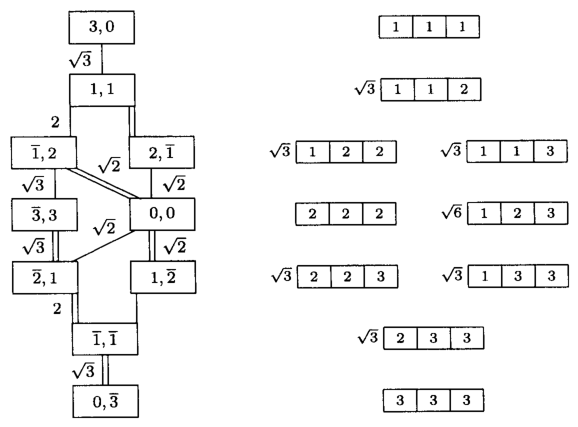 3, 0
1 1 1
√3
1, 1
√3 1 1 2
2
1̅, 2
√2
2, 1̅
√3 1 2 2
√3 1 1 3
√3
√2
3̅, 3
0, 0
2 2 2
√6 1 2 3
√2
√3
√2
2̅, 1
1, 2̅
√3 2 2 3
√3 1 3 3
2
1̅, 1̅
√3 2 3 3
√3
0, 3̅
3 3 3